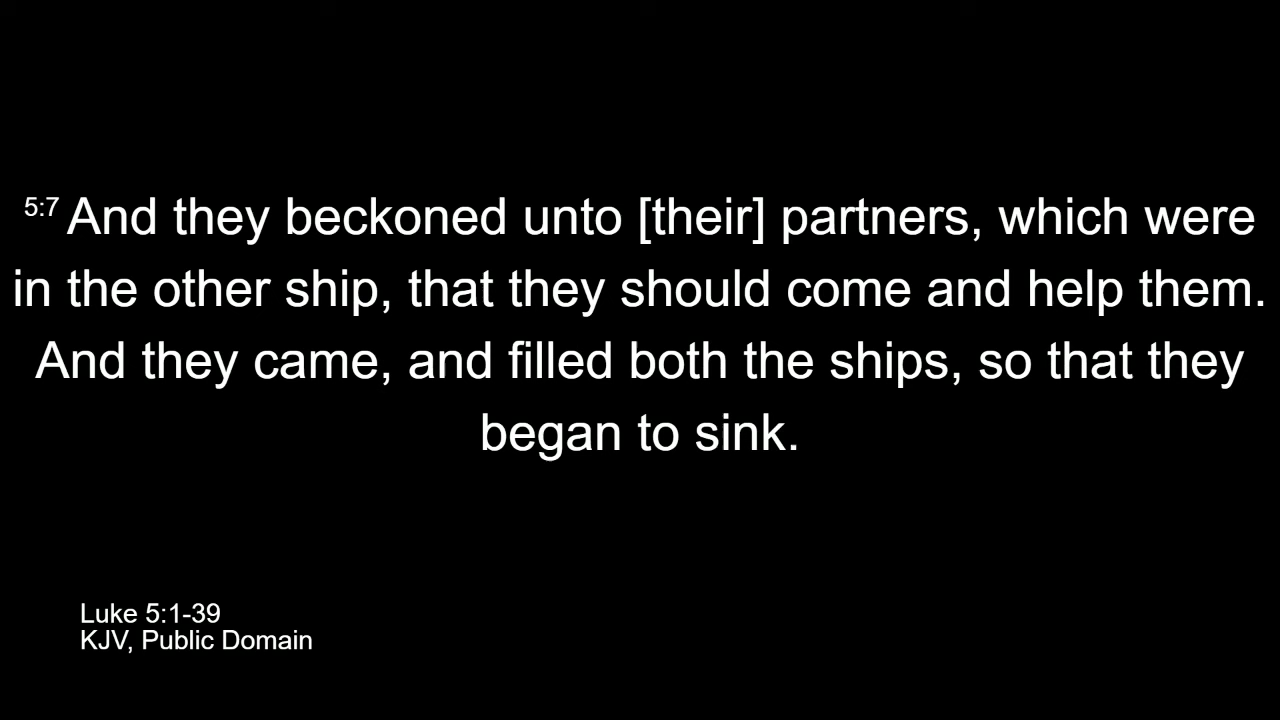 5:7 And they beckoned unto [their] partners, which were
in the other ship, that they should come and help them.
And they came, and filled both the ships, so that they
began to sink.
Luke 5:1-39
KJV, Public Domain